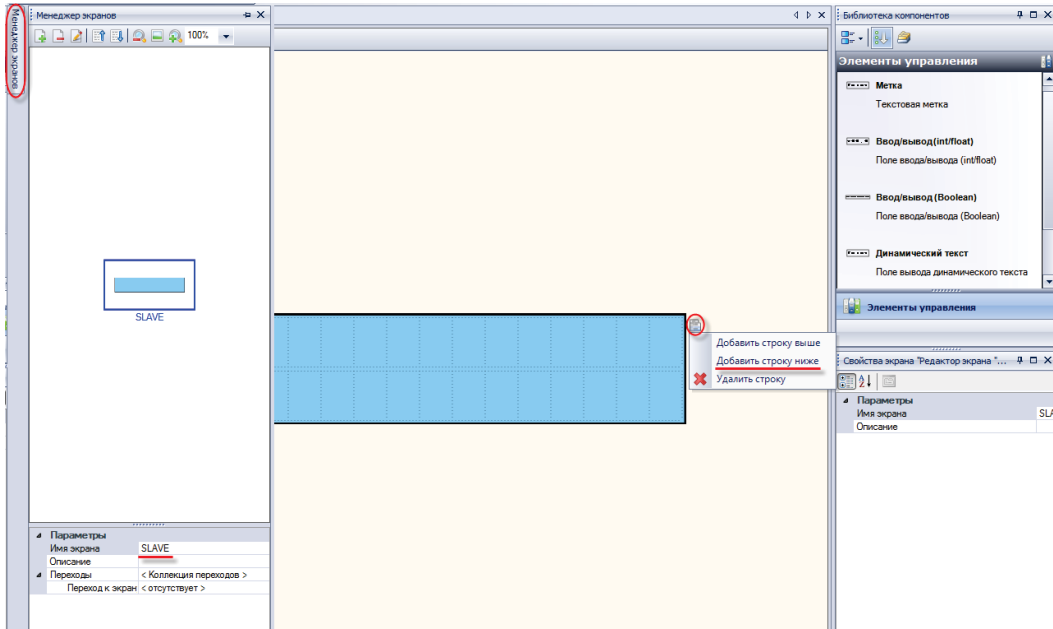 Менеджер экранов
Менеджер экранов
100%
SLAVE
Параметры
Имя экрана SLAVE
Описание
Переходы < Коллекция переходов >
Переход к экран < отсутствует >
Добавить строку выше
Добавить строку ниже
Удалить строку
Библиотека компонентов
Элементы управления
Метка
Текстовая метка
Ввод/вывод(int/float)
Поле ввода/вывода (int/float)
Ввод/вывод(Boolean)
Поле ввода/вывода (Boolean)
Динамический текст
Поле вывода динамического текста
Элементы управления
Свойства экрана "Редактор экрана "...
Параметры
Имя экрана SLA
Описание